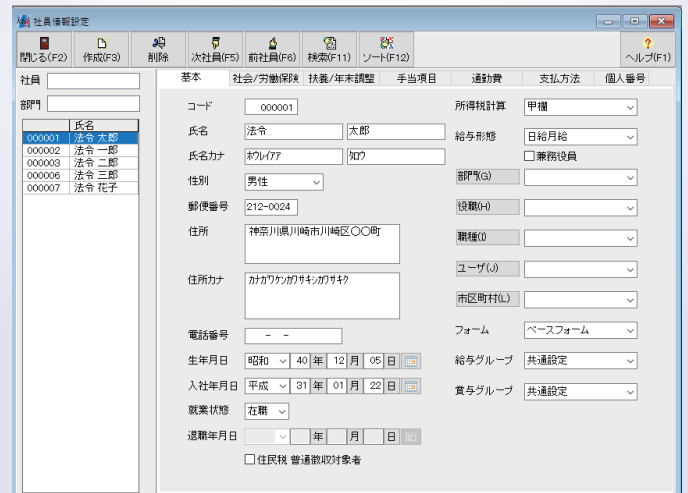 社員情報設定
閉じる(F2) 作成(F3) 削除 次社員(F5) 前社員(F6) 検索(F11) ソート(F12) ヘルプ(F1)
社員
部門
氏名
000001 法令 太郎
000002 法令 一郎
000003 法令 二郎
000006 法令 三郎
000007 法令 花子
基本 社会/労働保険 扶養/年末調整 手当項目 通勤費 支払方法 個人番号
コード 000001
氏名 法令 太郎
氏名カナ ﾎｳﾚｲｱｱ ﾀﾛｳ
性別 男性
郵便番号 212-0024
住所 神奈川県川崎市川崎区〇〇町
住所カナ ｶﾅｶﾞﾜｹﾝｶﾜｻｷｼｶﾜｻｷｸ
電話番号 - -
生年月日 昭和 40 年 12 月 05 日
入社年月日 平成 31 年 01 月 22 日
就業状態 在職
退職年月日 年 月 日
住民税 普通徴収対象者
所得税計算 甲欄
給与形態 日給月給
兼務役員
部門(G)
役職(H)
職種(I)
ユーザ(J)
市区町村(L)
フォーム ベースフォーム
給与グループ 共通設定
賞与グループ 共通設定